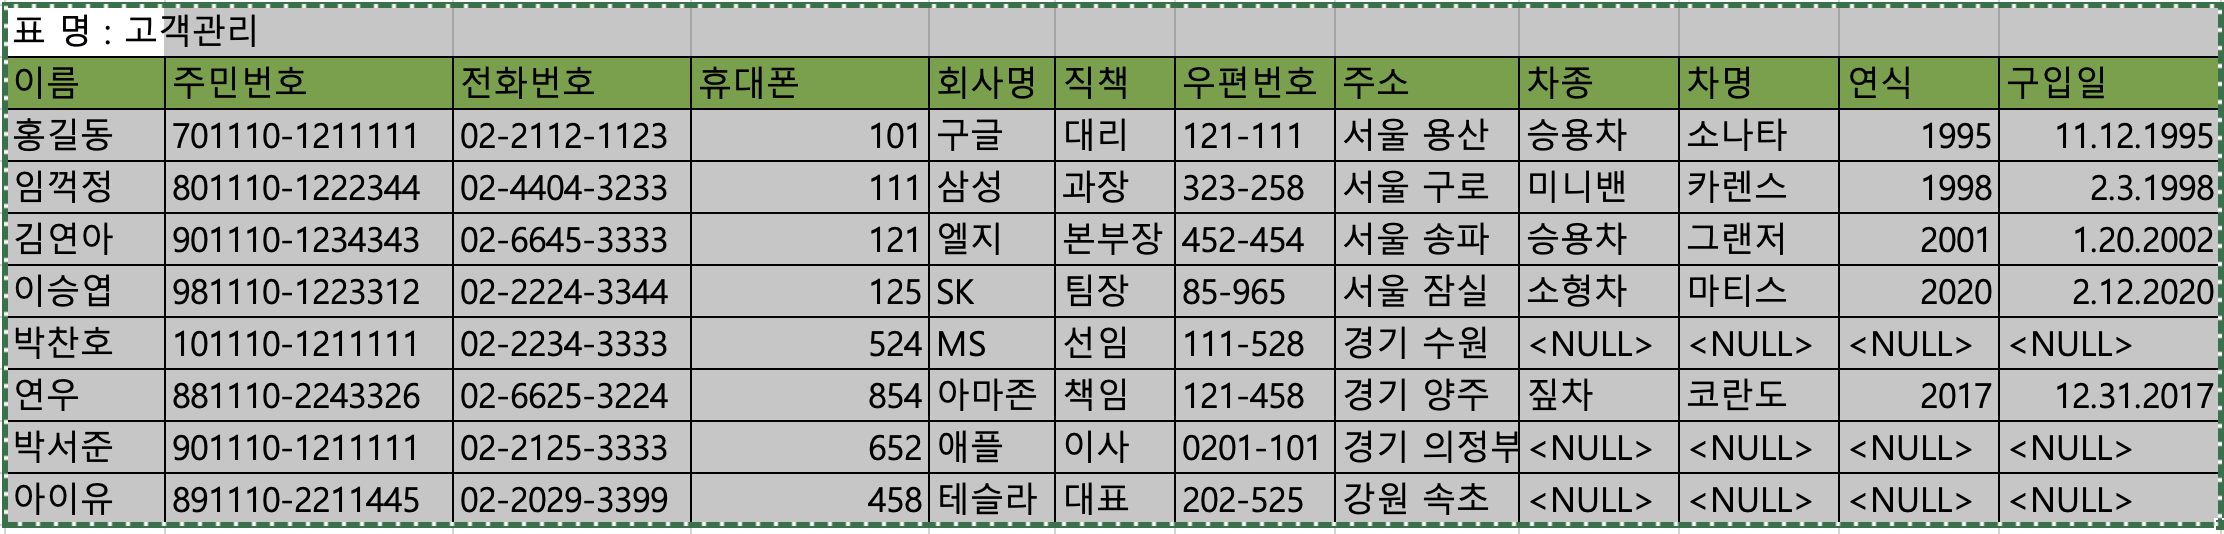 표 명 : 고객관리
이름 주민번호 전화번호 휴대폰 회사명 직책 우편번호 주소 차종 차명 연식 구입일
홍길동 701110-1211111 02-2112-1123 101 구글 대리 121-111 서울 용산 승용차 소나타 1995 11.12.1995
임꺽정 801110-1222344 02-4404-3233 111 삼성 과장 323-258 서울 구로 미니밴 카렌스 1998 2.3.1998
김연아 901110-1234343 02-6645-3333 121 엘지 본부장 452-454 서울 송파 승용차 그랜저 2001 1.20.2002
이승엽 981110-1223312 02-2224-3344 125 SK 팀장 85-965 서울 잠실 소형차 마티스 2020 2.12.2020
박찬호 101110-1211111 02-2234-3333 524 MS 선임 111-528 경기 수원 <NULL> <NULL> <NULL> <NULL>
연우 881110-2243326 02-6625-3224 854 아마존 책임 121-458 경기 양주 짚차 코란도 2017 12.31.2017
박서준 901110-1211111 02-2125-3333 652 애플 이사 0201-101 경기 의정부 <NULL> <NULL> <NULL> <NULL>
아이유 891110-2211445 02-2029-3399 458 테슬라 대표 202-525 강원 속초 <NULL> <NULL> <NULL> <NULL>